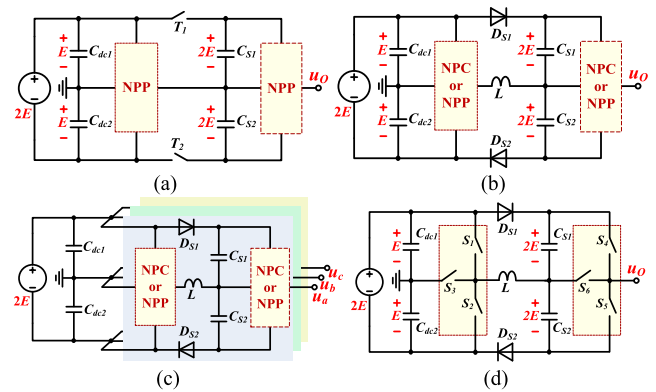 T1
+
E
−
Cdc1
+
2E
−
CS1
NPP
NPP
uO
+
−
2E
+
E
−
Cdc2
+
2E
−
CS2
T2
(a)
DS1
+
E
−
Cdc1
+
2E
−
CS1
NPC
or
NPP
L
NPC
or
NPP
uO
+
−
2E
+
E
−
Cdc2
+
2E
−
CS2
DS2
(b)
Cdc1
DS1
CS1
NPC
or
NPP
L
NPC
or
NPP
uc
ub
ua
+
−
2E
Cdc2
CS2
DS2
(c)
DS1
+
E
−
Cdc1
S1
+
2E
−
CS1
S4
S3
L
S6
uO
+
−
2E
+
E
−
Cdc2
S2
+
2E
−
CS2
S5
DS2
(d)